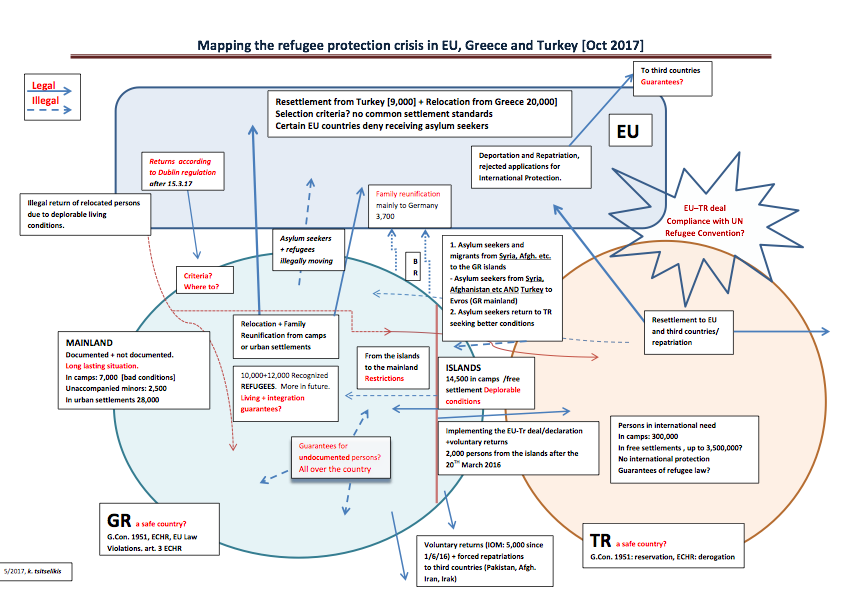 Mapping the refugee protection crisis in EU, Greece and Turkey [Oct 2017]
Legal
Illegal
To third countries
Guarantees?
Resettlement from Turkey [9,000] + Relocation from Greece 20,000]
Selection criteria? no common settlement standards
Certain EU countries deny receiving asylum seekers
EU
Returns according
to Dublin regulation
after 15.3.17
Deportation and Repatriation,
rejected applications for
International Protection.
Illegal return of relocated persons
due to deplorable living
conditions.
Family reunification
mainly to Germany
3,700
EU–TR deal
Compliance with UN
Refugee Convention?
Asylum seekers
+ refugees
illegally moving
B
R
1. Asylum seekers and
migrants from Syria, Afgh. etc.
to the GR islands
- Asylum seekers from Syria,
Afghanistan etc AND Turkey to
Evros (GR mainland)
2. Asylum seekers return to TR
seeking better conditions
Criteria?
Where to?
Relocation + Family
Reunification from camps
or urban settlements
Resettlement to EU
and third countries/
repatriation
MAINLAND
Documented + not documented.
Long lasting situation.
In camps: 7,000 [bad conditions]
Unaccompanied minors: 2,500
In urban settlements 28,000
From the islands
to the mainland
Restrictions
10,000+12,000 Recognized
REFUGEES. More in future.
Living + integration
guarantees?
ISLANDS
14,500 in camps /free
settlement Deplorable
conditions
Implementing the EU-Tr deal/declaration
+voluntary returns
2,000 persons from the islands after the
20TH March 2016
Persons in international need
In camps: 300,000
In free settlements , up to 3,500,000?
No international protection
Guarantees of refugee law?
Guarantees for
undocumented persons?
All over the country
GR a safe country?
G.Con. 1951, ECHR, EU Law
Violations. art. 3 ECHR
TR a safe country?
G.Con. 1951: reservation, ECHR: derogation
Voluntary returns (IOM: 5,000 since
1/6/16) + forced repatriations
to third countries (Pakistan, Afgh.
Iran, Irak)
5/2017, k. tsitselikis